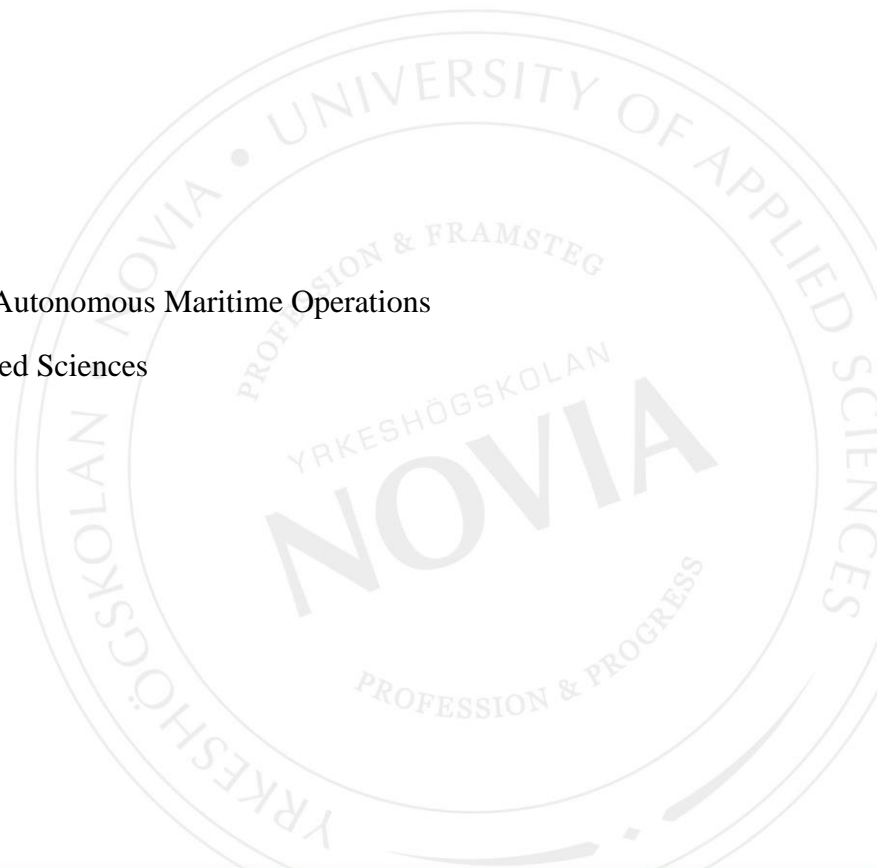 UNIVERSITY OF APPLIED SCIENCES
YRKESHÖGSKOLAN • NOVIA •
PROFESSION & FRAMSTEG
Autonomous Maritime Operations
ed Sciences
YRKESHÖGSKOLAN
NOVIA
PROFESSION & PROGRESS